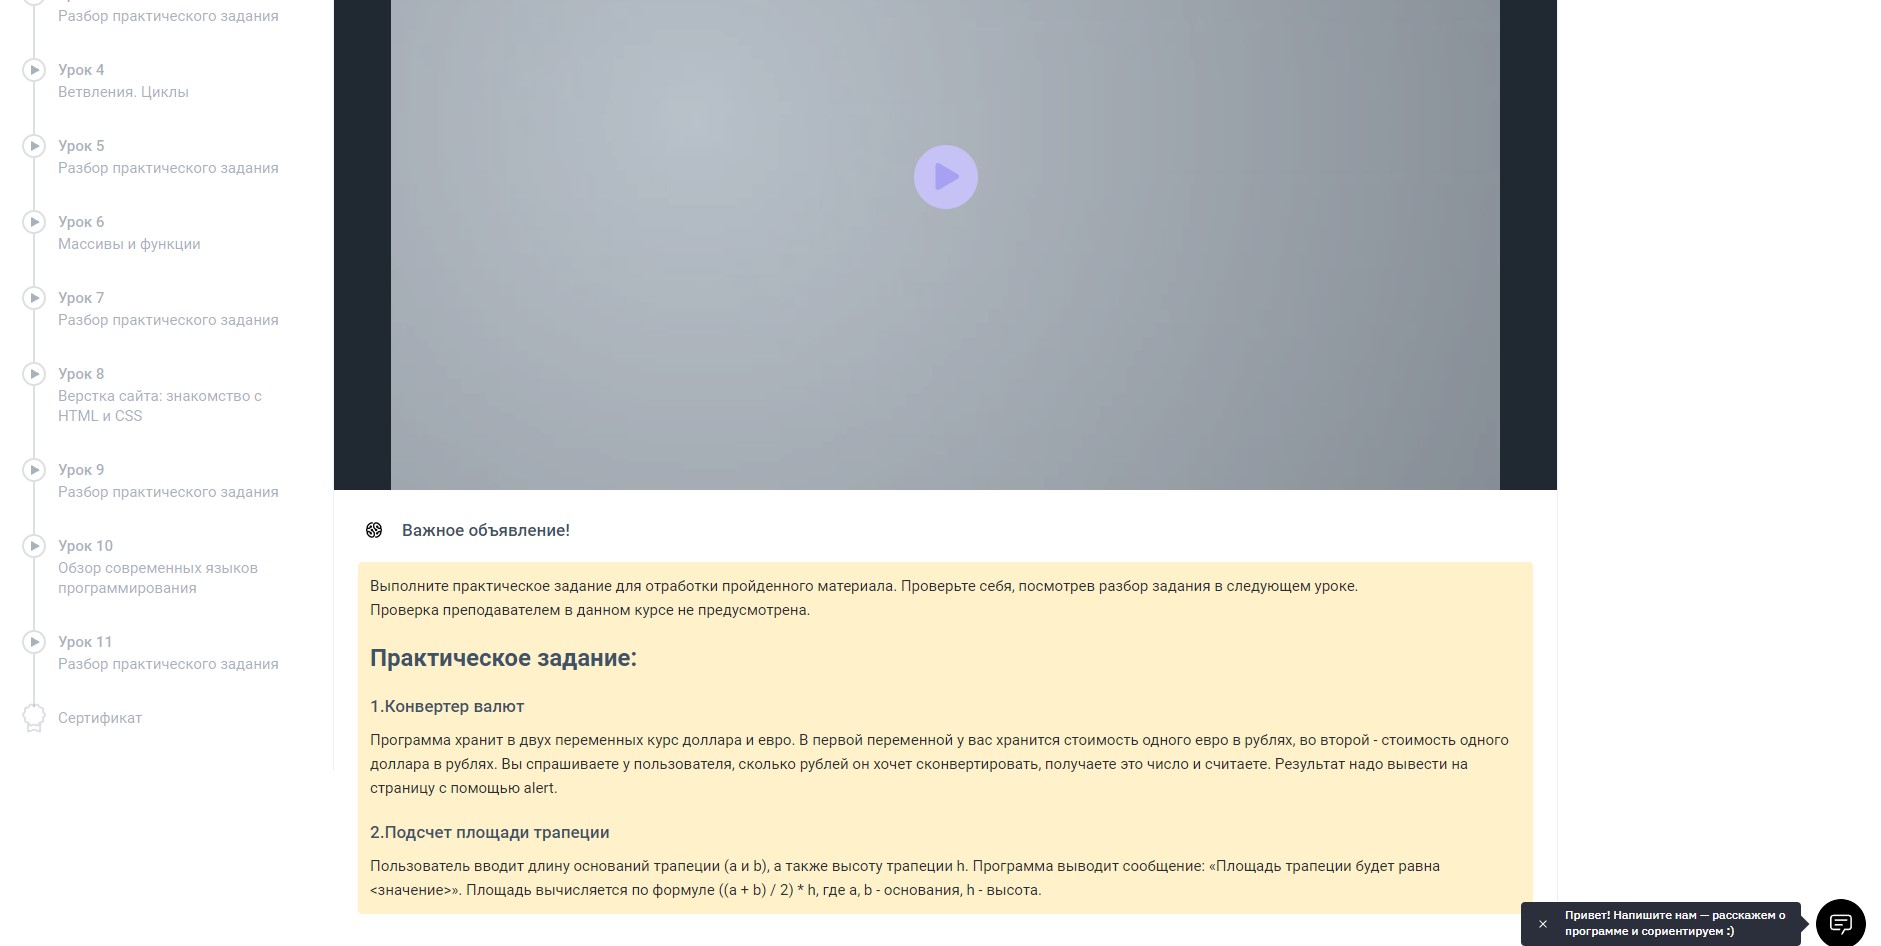 Разбор практического задания
Урок 4
Ветвления. Циклы
Урок 5
Разбор практического задания
Урок 6
Массивы и функции
Урок 7
Разбор практического задания
Урок 8
Верстка сайта: знакомство с
HTML и CSS
Урок 9
Разбор практического задания
Урок 10
Обзор современных языков
программирования
Урок 11
Разбор практического задания
Сертификат
Важное объявление!
Выполните практическое задание для отработки пройденного материала. Проверьте себя, посмотрев разбор задания в следующем уроке.
Проверка преподавателем в данном курсе не предусмотрена.
Практическое задание:
1.Конвертер валют
Программа хранит в двух переменных курс доллара и евро. В первой переменной у вас хранится стоимость одного евро в рублях, во второй - стоимость одного
доллара в рублях. Вы спрашиваете у пользователя, сколько рублей он хочет сконвертировать, получаете это число и считаете. Результат надо вывести на
страницу с помощью alert.
2.Подсчет площади трапеции
Пользователь вводит длину оснований трапеции (a и b), а также высоту трапеции h. Программа выводит сообщение: «Площадь трапеции будет равна
<значение>». Площадь вычисляется по формуле ((a + b) / 2) * h, где a, b - основания, h - высота.
Привет! Напишите нам — расскажем о
программе и сориентируем :)